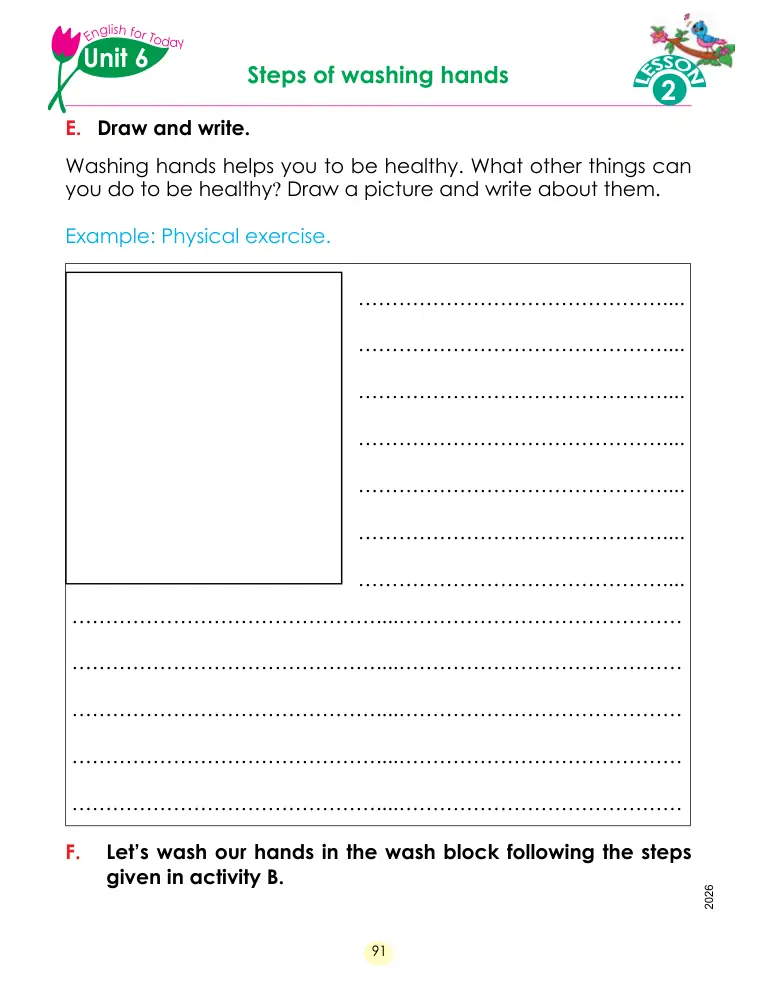 English for Today
Unit 6
Steps of washing hands
LESSON
2
E. Draw and write.
Washing hands helps you to be healthy. What other things can
you do to be healthy? Draw a picture and write about them.
Example: Physical exercise.
F. Let’s wash our hands in the wash block following the steps
given in activity B.
2026
91